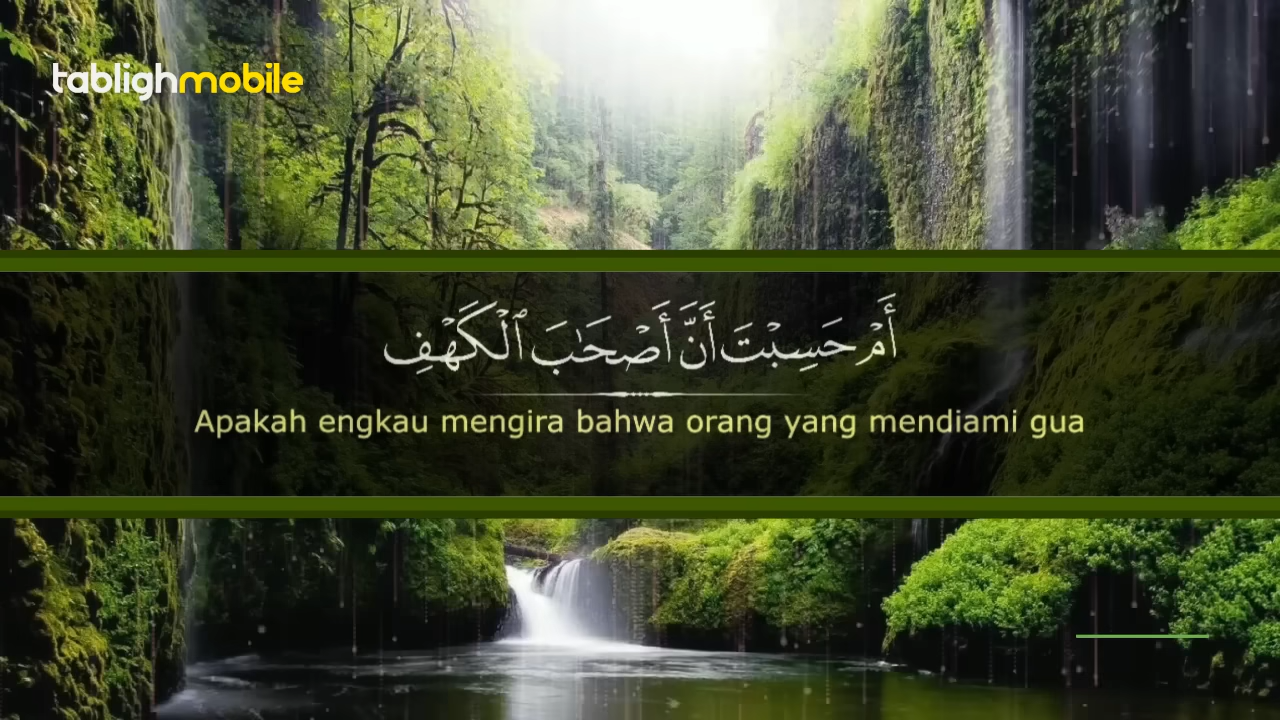 tablighmobile
أَمْ حَسِبْتَ أَنَّ أَصْحَٰبَ ٱلْكَهْفِ
Apakah engkau mengira bahwa orang yang mendiami gua